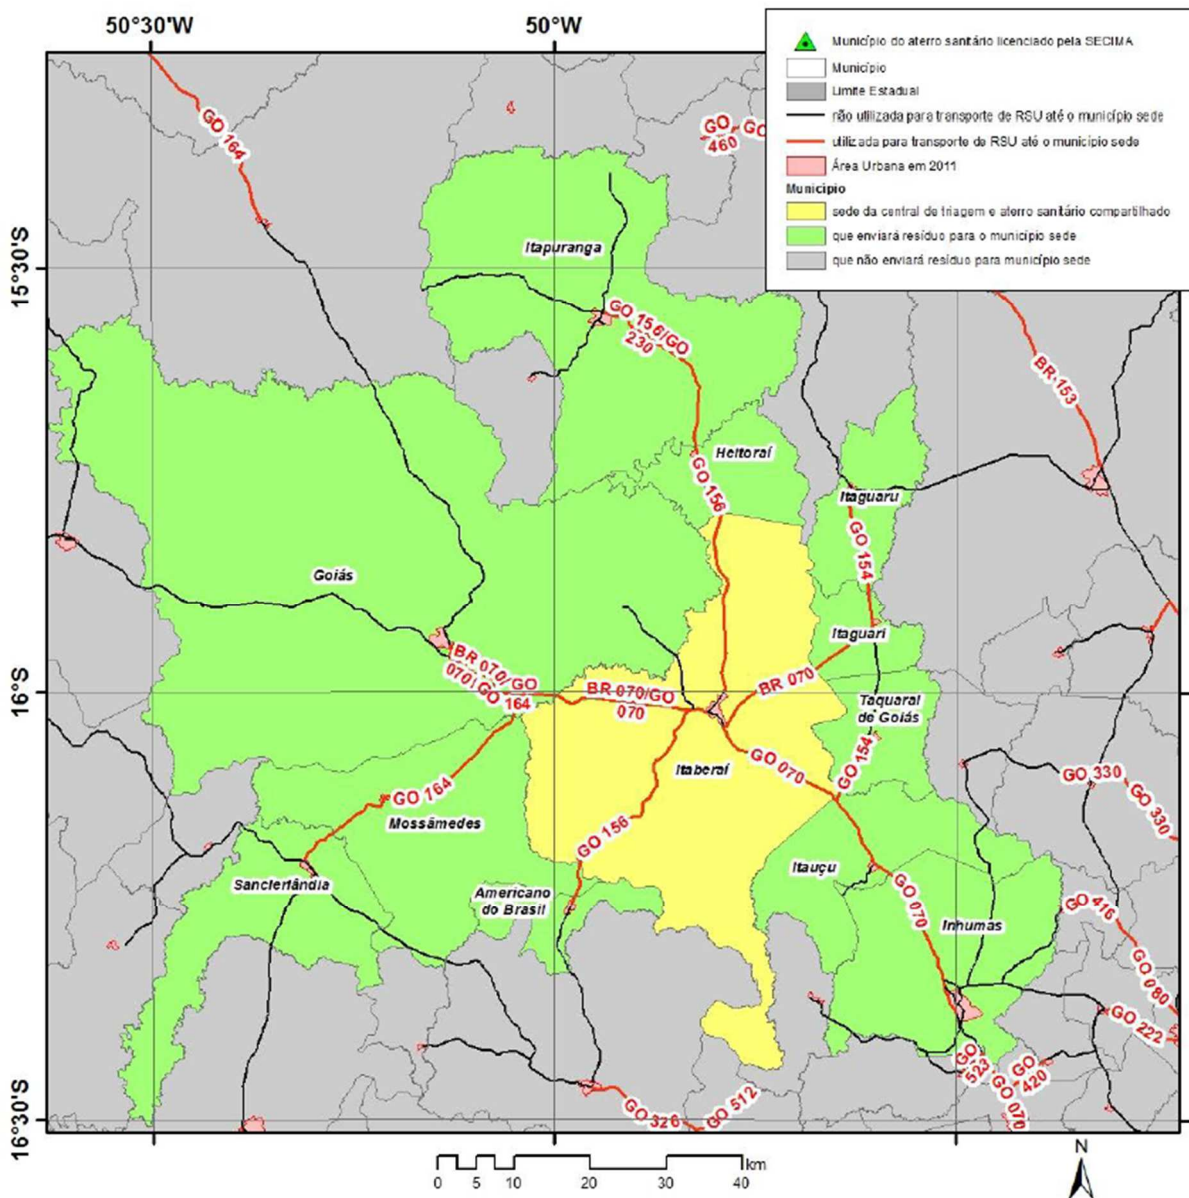 50°30'W
50°W
Município do aterro sanitário licenciado pela SECIMA
Município
Limite Estadual
não utilizada para transporte de RSU até o município sede
utilizada para transporte de RSU até o município sede
Área Urbana em 2011
Município
sede da central de triagem e aterro sanitário compartilhado
que enviará resíduo para o município sede
que não enviará resíduo para município sede
GO 164
GO
460
GO
15°30'S
Itapuranga
GO 156/GO
230
BR 153
Heitoraí
GO 156
Itaguaru
GO 154
Goiás
Itaguari
BR 070/GO
070/GO 164
BR 070/GO
070
BR 070
16°S
Taquaral
de Goiás
GO 154
Itaberaí
GO 070
GO 330
GO 330
GO 164
Mossâmedes
GO 156
Sanclerlândia
Americano
do Brasil
Itauçu
GO 070
Inhumas
GO 416
GO 080
GO 222
GO
523
GO
420
GO 070
GO 326
GO 512
16°30'S
0 5 10 20 30 40 km
N